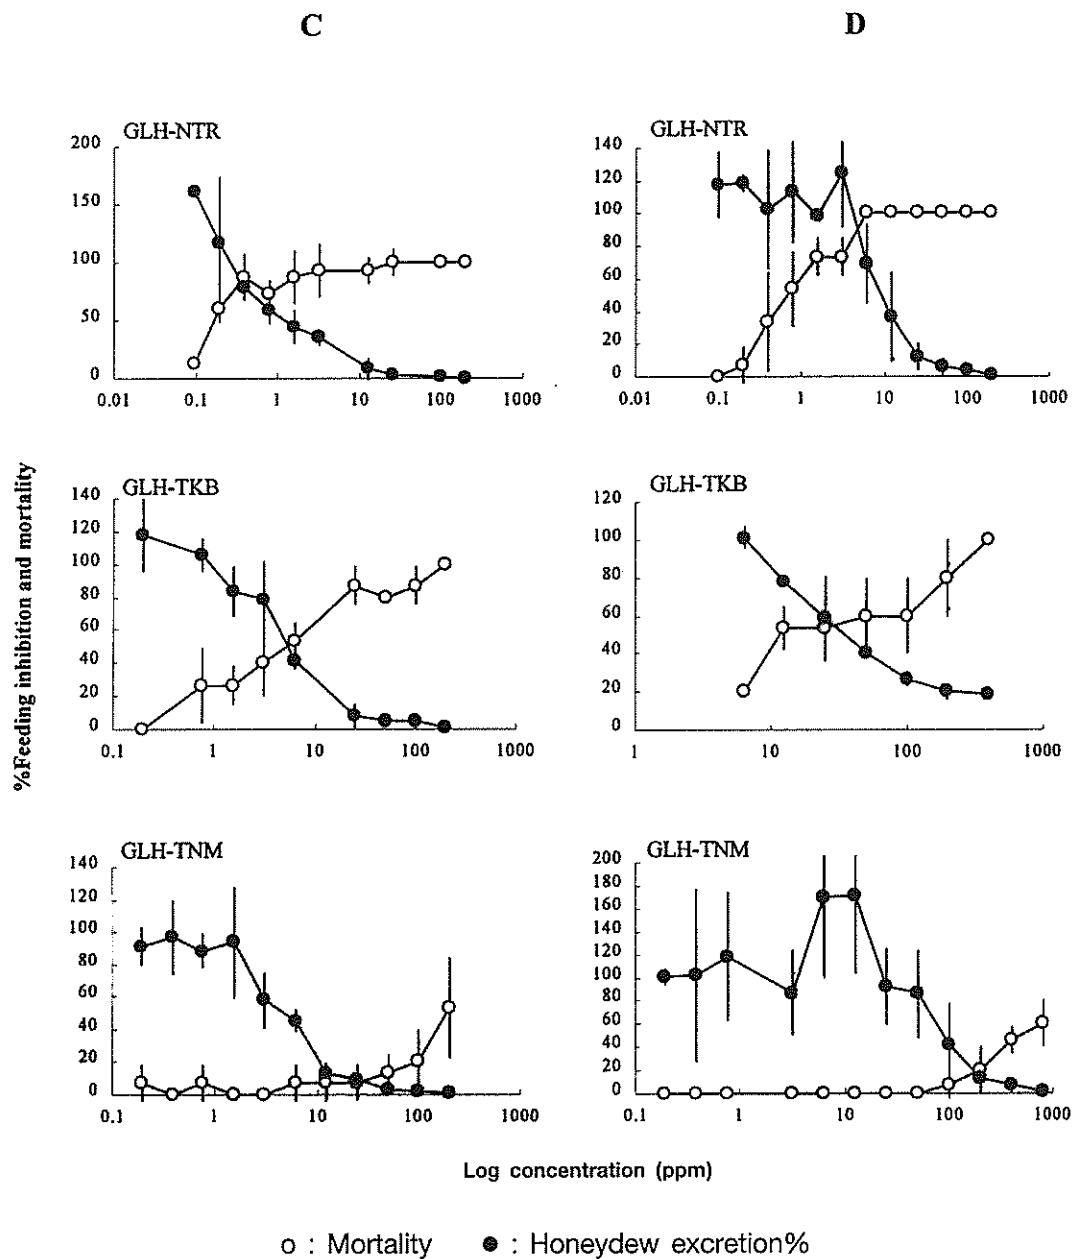 C
D
GLH-NTR
200
150
100
50
0
0.01 0.1 1 10 100 1000
GLH-NTR
140
120
100
80
60
40
20
0
0.01 0.1 1 10 100 1000
%Feeding inhibition and mortality
GLH-TKB
140
120
100
80
60
40
20
0
0.1 1 10 100 1000
GLH-TKB
120
100
80
60
40
20
0
1 10 100 1000
GLH-TNM
140
120
100
80
60
40
20
0
0.1 1 10 100 1000
GLH-TNM
200
180
160
140
120
100
80
60
40
20
0
0.1 1 10 100 1000
Log concentration (ppm)
o : Mortality ● : Honeydew excretion%